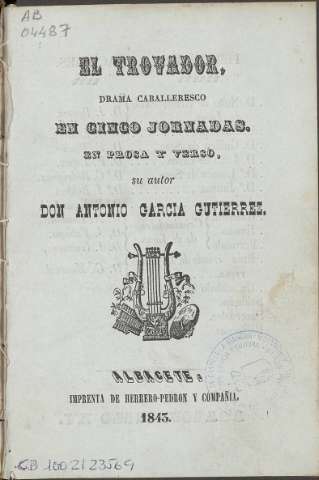 AB
04487
EL TROVADOR,
DRAMA CABALLERESCO
EN CINCO JORNADAS.
EN PROSA Y VERSO,
su autor
DON ANTONIO GARCIA GUTIERREZ.
ALBACETE:
IMPRENTA DE HERRERO-PEDRON Y COMPAÑIA.
1845.
CB 1002123569